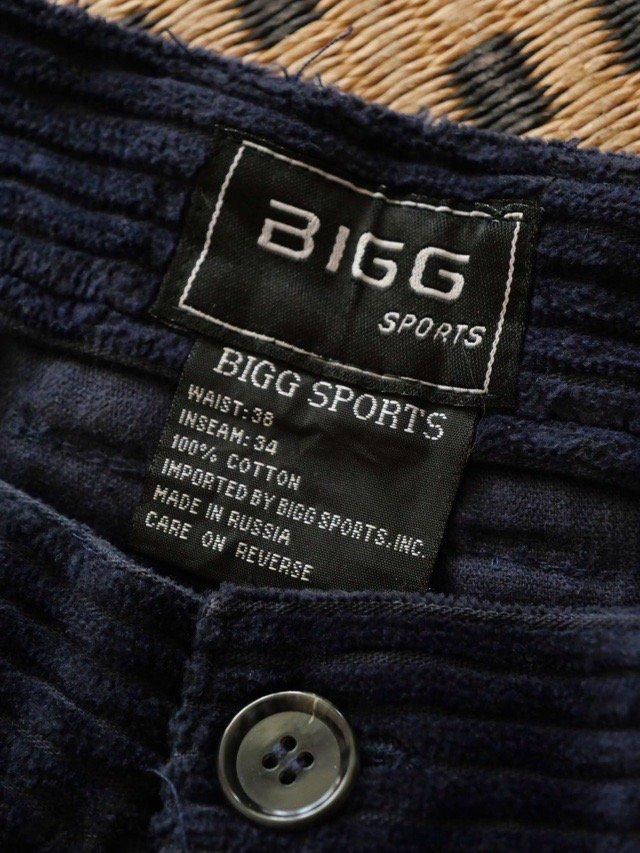 BIGG
SPORTS
BIGG SPORTS
WAIST: 38
INSEAM: 34
100% COTTON
IMPORTED BY BIGG SPORTS, INC.
MADE IN RUSSIA
CARE ON REVERSE